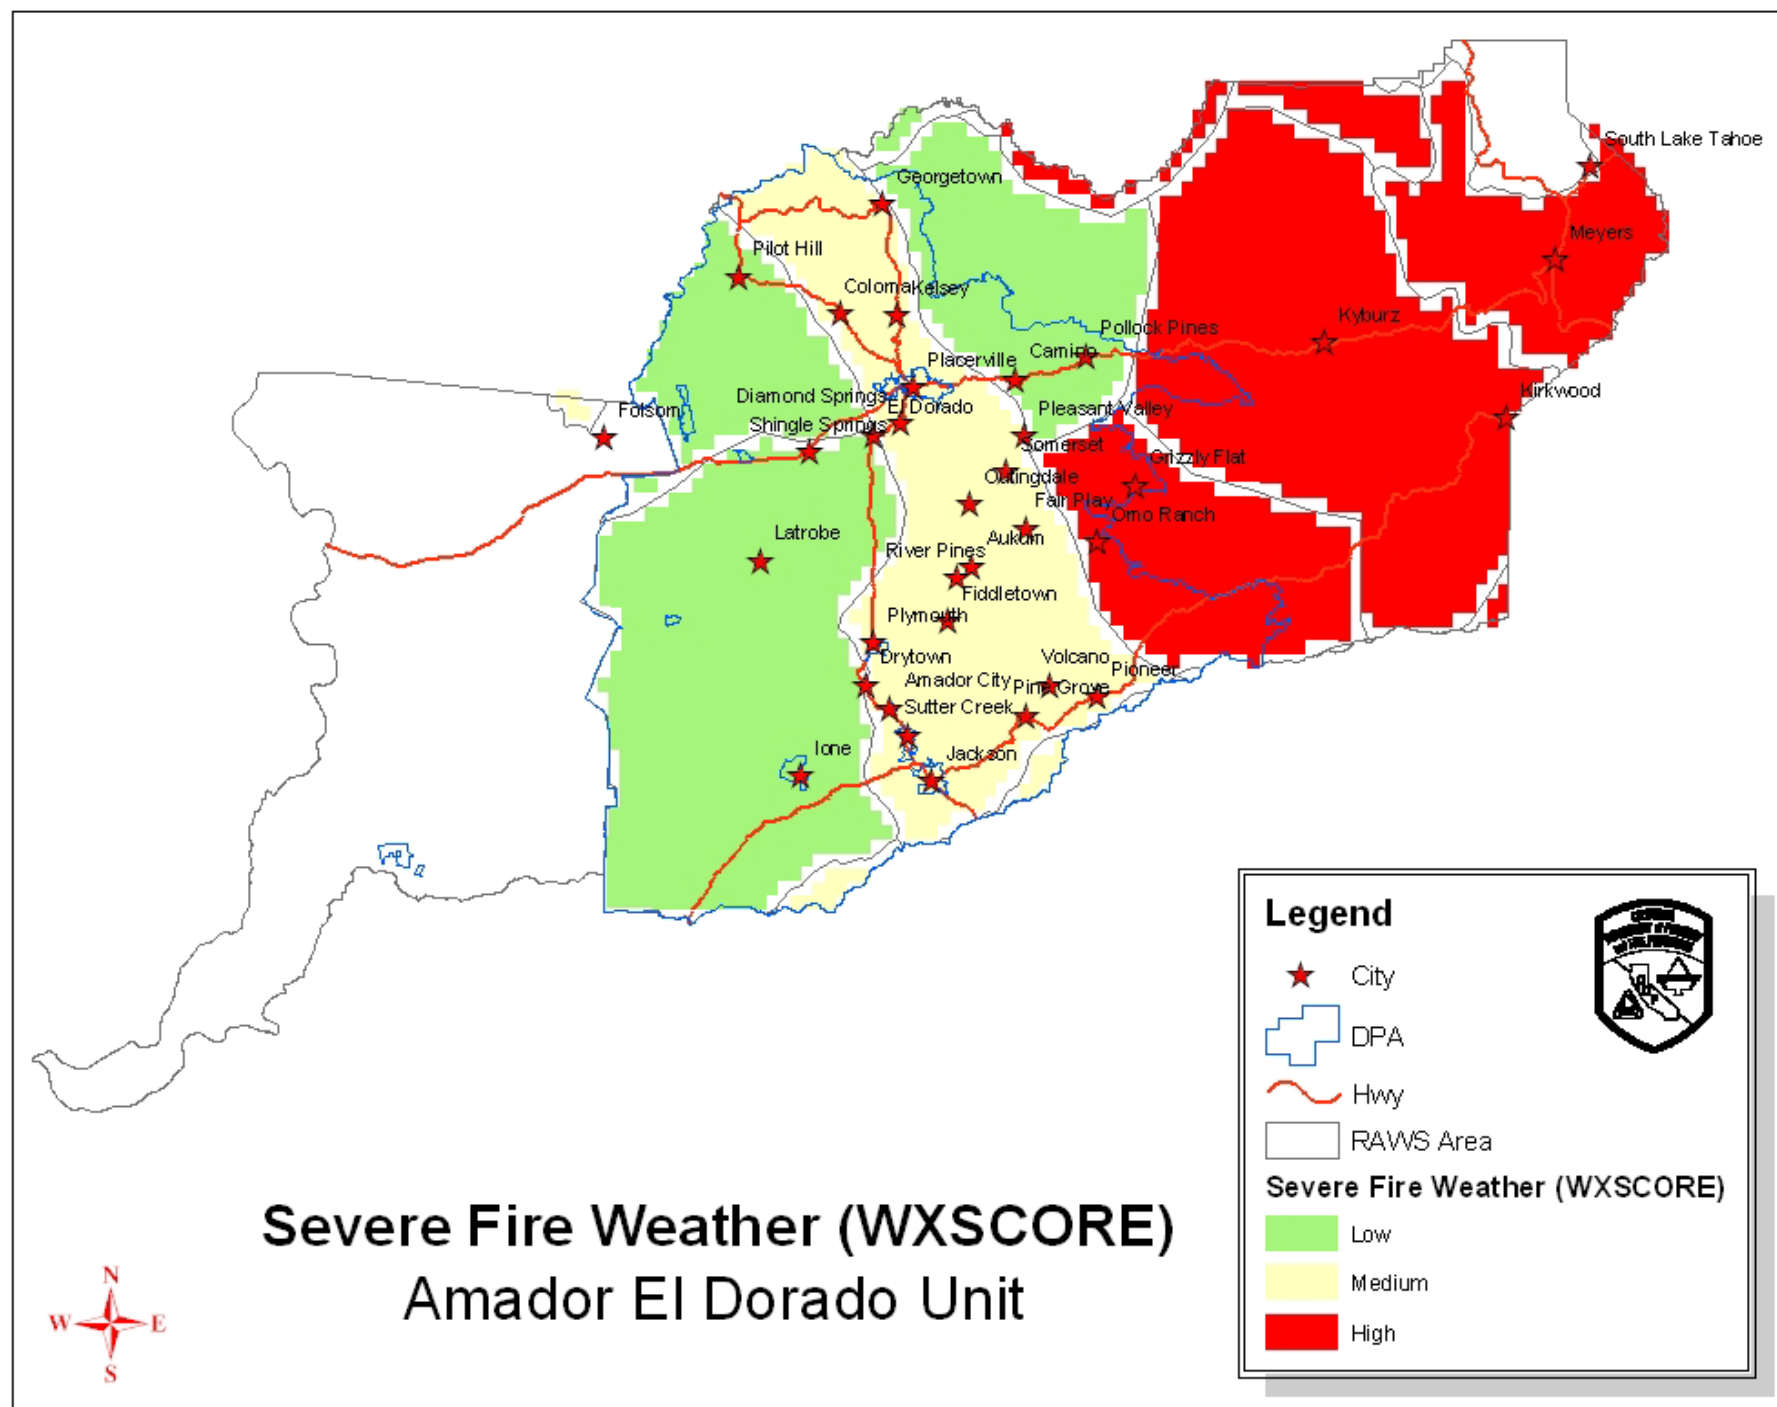 South Lake Tahoe
Georgetown
Meyers
Pilot Hill
Coloma
Kelsey
Kyburz
Pollock Pines
Placerville
Camino
Kirkwood
Diamond Springs
El Dorado
Pleasant Valley
Folsom
Shingle Springs
Somerset
Grizzly Flat
Outingdale
Fair Play
Omo Ranch
Latrobe
Aukum
River Pines
Fiddletown
Plymouth
Drytown
Volcano
Pioneer
Amador City
Pine Grove
Sutter Creek
Ione
Jackson
Legend
City
DPA
Hwy
RAWS Area
Severe Fire Weather (WXSCORE)
Low
Medium
High
Severe Fire Weather (WXSCORE)
Amador El Dorado Unit
N
W E
S